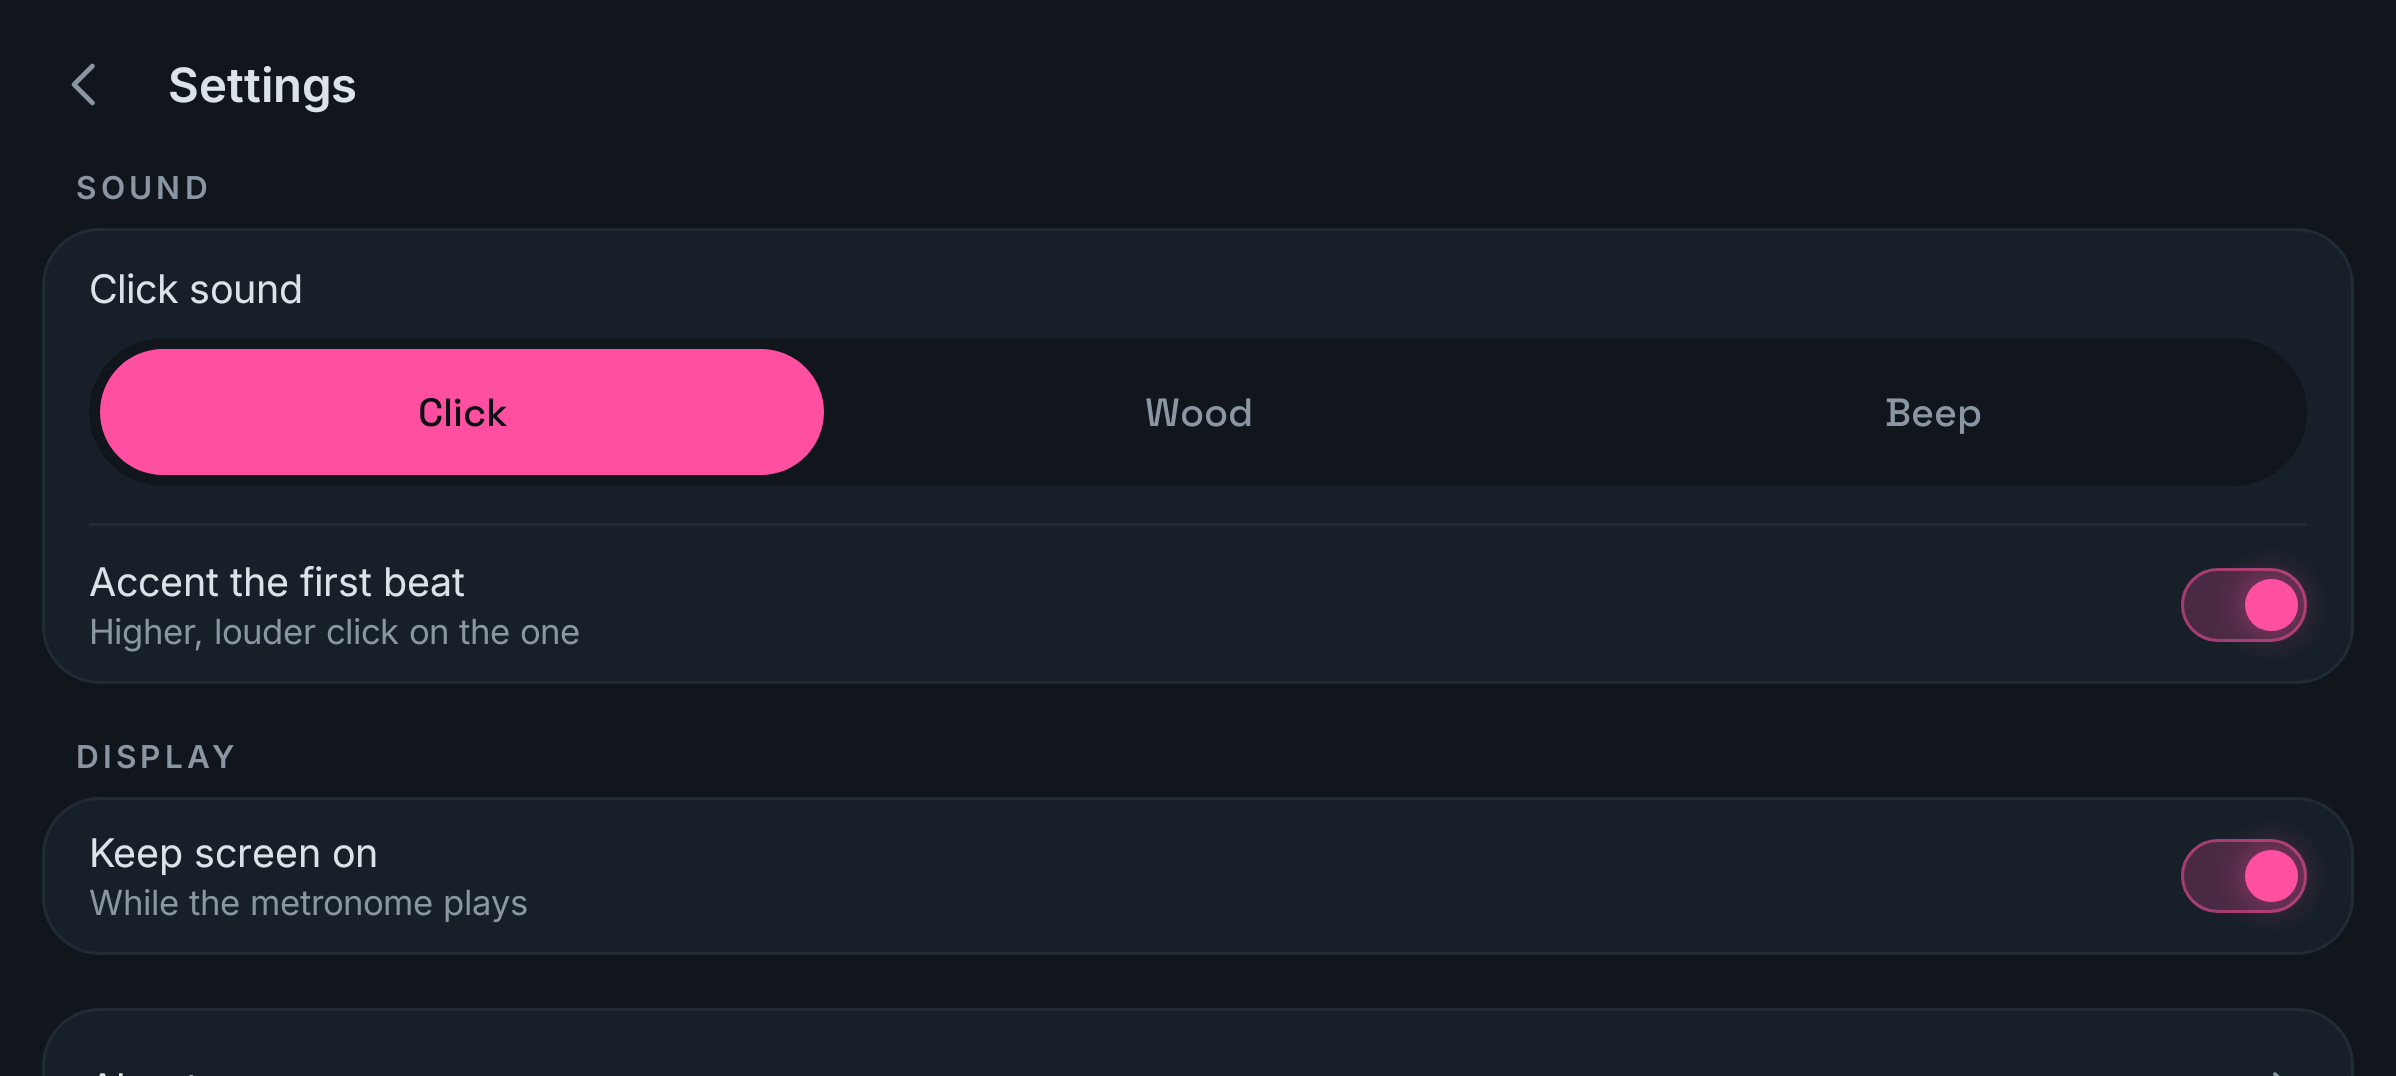 Settings
SOUND
Click sound
Click
Wood
Beep
Accent the first beat
Higher, louder click on the one
DISPLAY
Keep screen on
While the metronome plays